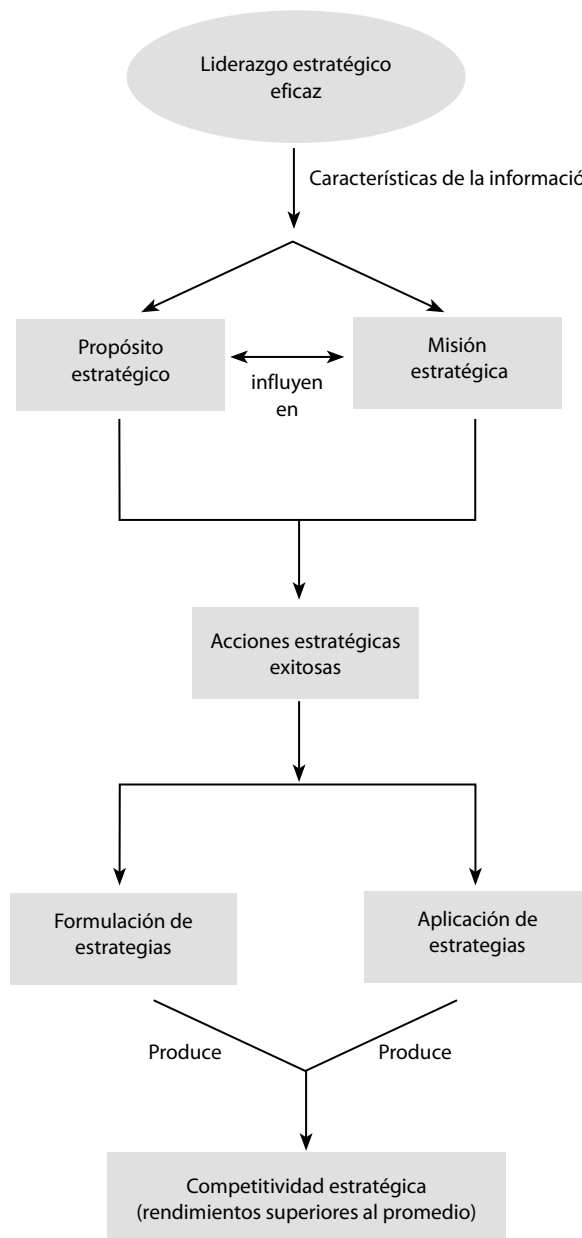 Liderazgo estratégico
eficaz
Características de la informació
Propósito
estratégico
influyen
en
Misión
estratégica
Acciones estratégicas
exitosas
Formulación de
estrategias
Aplicación de
estrategias
Produce
Produce
Competitividad estratégica
(rendimientos superiores al promedio)